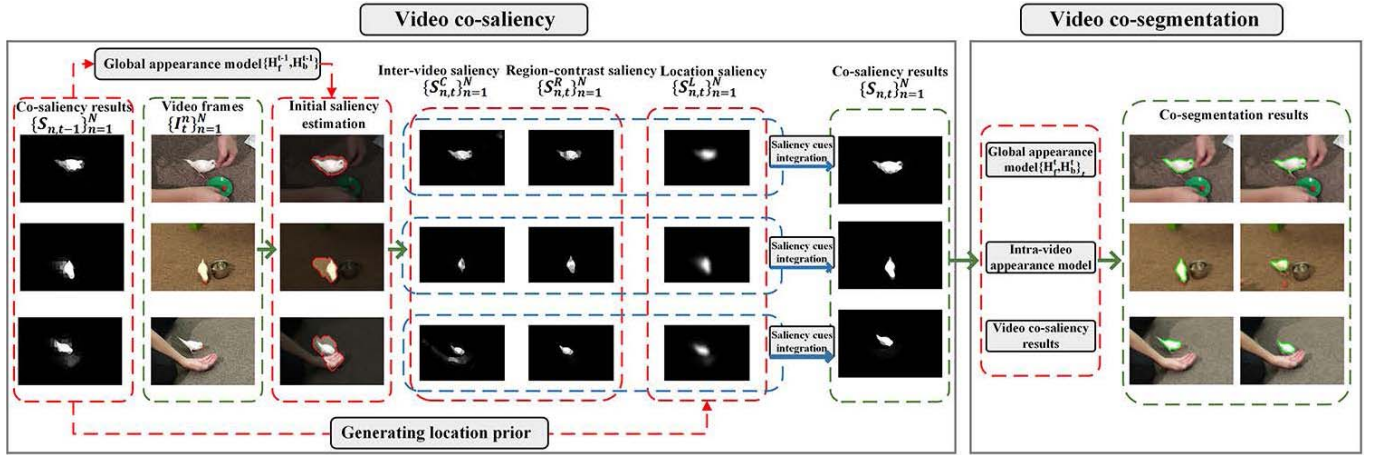 Video co-saliency
Video co-segmentation
Global appearance model{H_f^{t-1},H_b^{t-1}}
Co-saliency results
{S_{n,t-1}}_{n=1}^N
Video frames
{I_t^n}_{n=1}^N
Initial saliency
estimation
Inter-video saliency
{S_{n,t}^C}_{n=1}^N
Region-contrast saliency
{S_{n,t}^R}_{n=1}^N
Location saliency
{S_{n,t}^L}_{n=1}^N
Co-saliency results
{S_{n,t}}_{n=1}^N
Saliency cues
integration
Saliency cues
integration
Saliency cues
integration
Generating location prior
Global appearance
model{H_f^t,H_b^t},
Intra-video
appearance model
Video co-saliency
results
Co-segmentation results